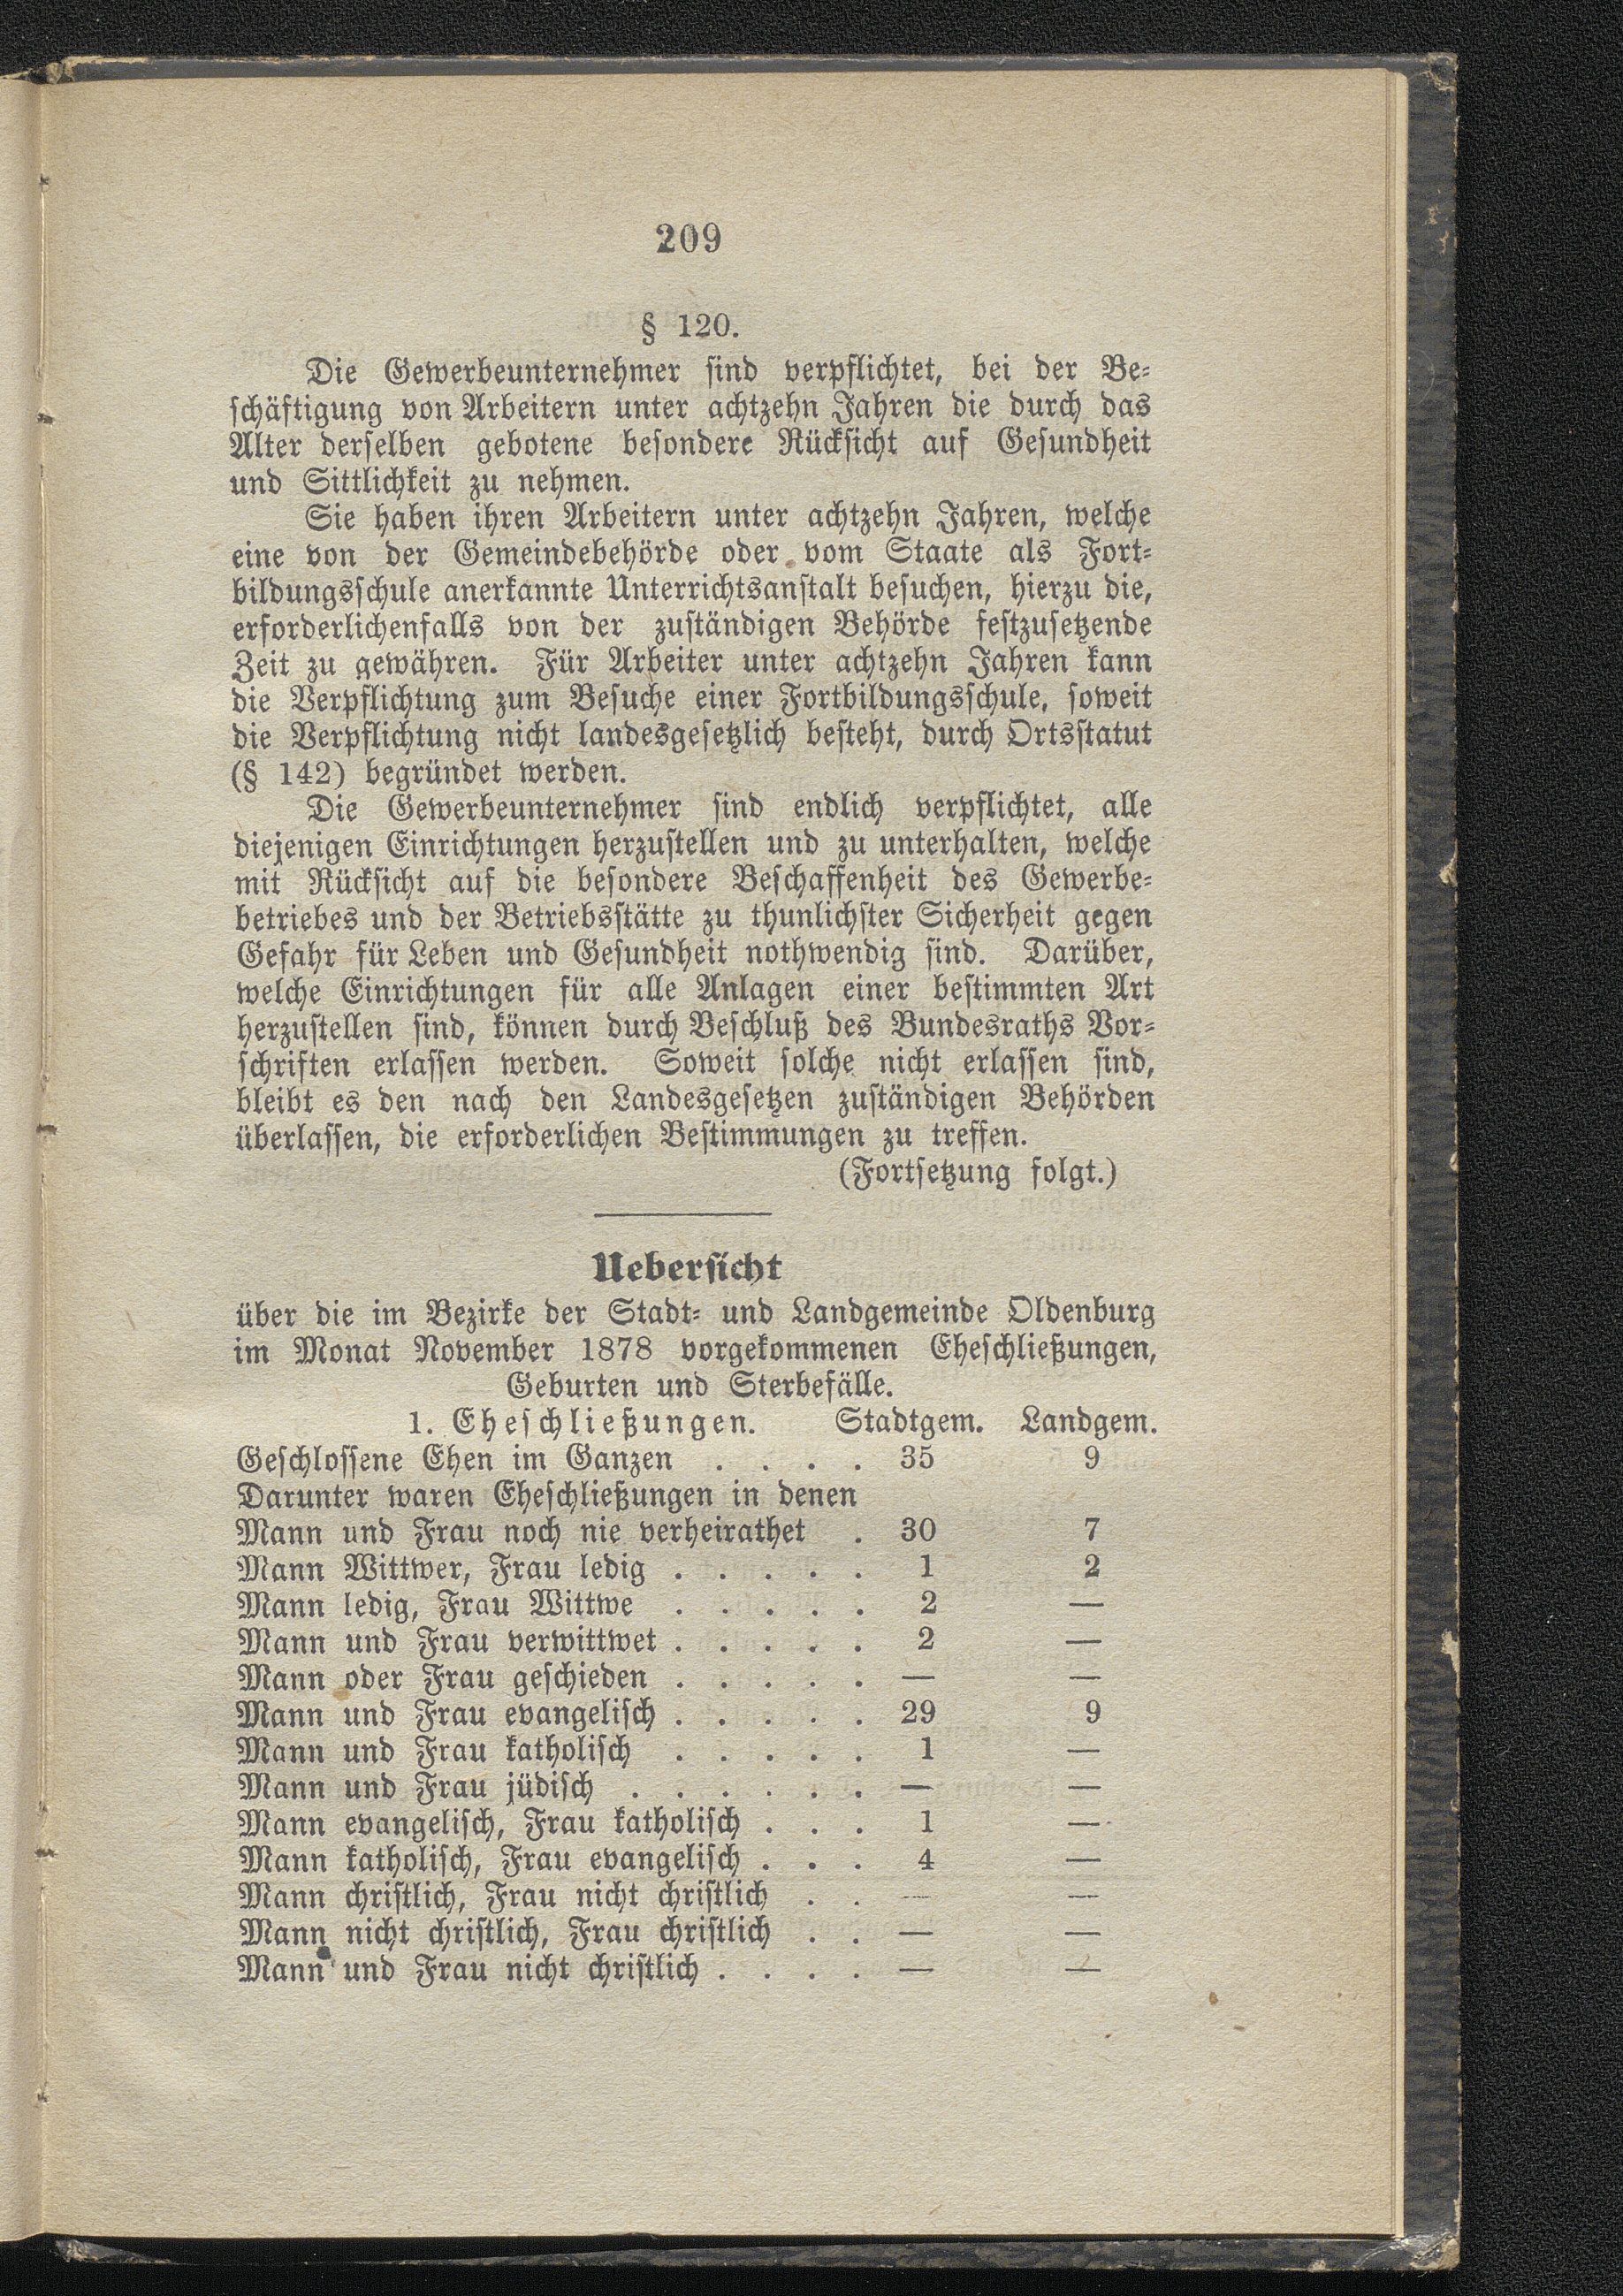 209
§ 120.
Die Gewerbeunternehmer sind verpflichtet, bei der Be-
schäftigung von Arbeitern unter achtzehn Jahren die durch das
Alter derselben gebotene besondere Rücksicht auf Gesundheit
und Sittlichkeit zu nehmen.
Sie haben ihren Arbeitern unter achtzehn Jahren, welche
eine von der Gemeindebehörde oder vom Staate als Fort-
bildungsschule anerkannte Unterrichtsanstalt besuchen, hierzu die,
erforderlichenfalls von der zuständigen Behörde festzusetzende
Zeit zu gewähren. Für Arbeiter unter achtzehn Jahren kann
die Verpflichtung zum Besuche einer Fortbildungsschule, soweit
die Verpflichtung nicht landesgesetzlich besteht, durch Ortsstatut
(§ 142) begründet werden.
Die Gewerbeunternehmer sind endlich verpflichtet, alle
diejenigen Einrichtungen herzustellen und zu unterhalten, welche
mit Rücksicht auf die besondere Beschaffenheit des Gewerbe-
betriebes und der Betriebsstätte zu thunlichster Sicherheit gegen
Gefahr für Leben und Gesundheit nothwendig sind. Darüber,
welche Einrichtungen für alle Anlagen einer bestimmten Art
herzustellen sind, können durch Beschluß des Bundesraths Vor-
schriften erlassen werden. Soweit solche nicht erlassen sind,
bleibt es den nach den Landesgesetzen zuständigen Behörden
überlassen, die erforderlichen Bestimmungen zu treffen.
(Fortsetzung folgt.)
Uebersicht
über die im Bezirke der Stadt- und Landgemeinde Oldenburg
im Monat November 1878 vorgekommenen Eheschließungen,
Geburten und Sterbefälle.
1. Eheschließungen. Stadtgem. Landgem.
Geschlossene Ehen im Ganzen . . . . 35 9
Darunter waren Eheschließungen in denen
Mann und Frau noch nie verheirathet . 30 7
Mann Wittwer, Frau ledig . . . . . 1 2
Mann ledig, Frau Wittwe . . . . . 2 —
Mann und Frau verwittwet . . . . . 2 —
Mann oder Frau geschieden . . . . . — —
Mann und Frau evangelisch . . . . . 29 9
Mann und Frau katholisch . . . . . 1 —
Mann und Frau jüdisch . . . . . . — —
Mann evangelisch, Frau katholisch . . . 1 —
Mann katholisch, Frau evangelisch . . . 4 —
Mann christlich, Frau nicht christlich . . — —
Mann nicht christlich, Frau christlich . . — —
Mann und Frau nicht christlich . . . . — —